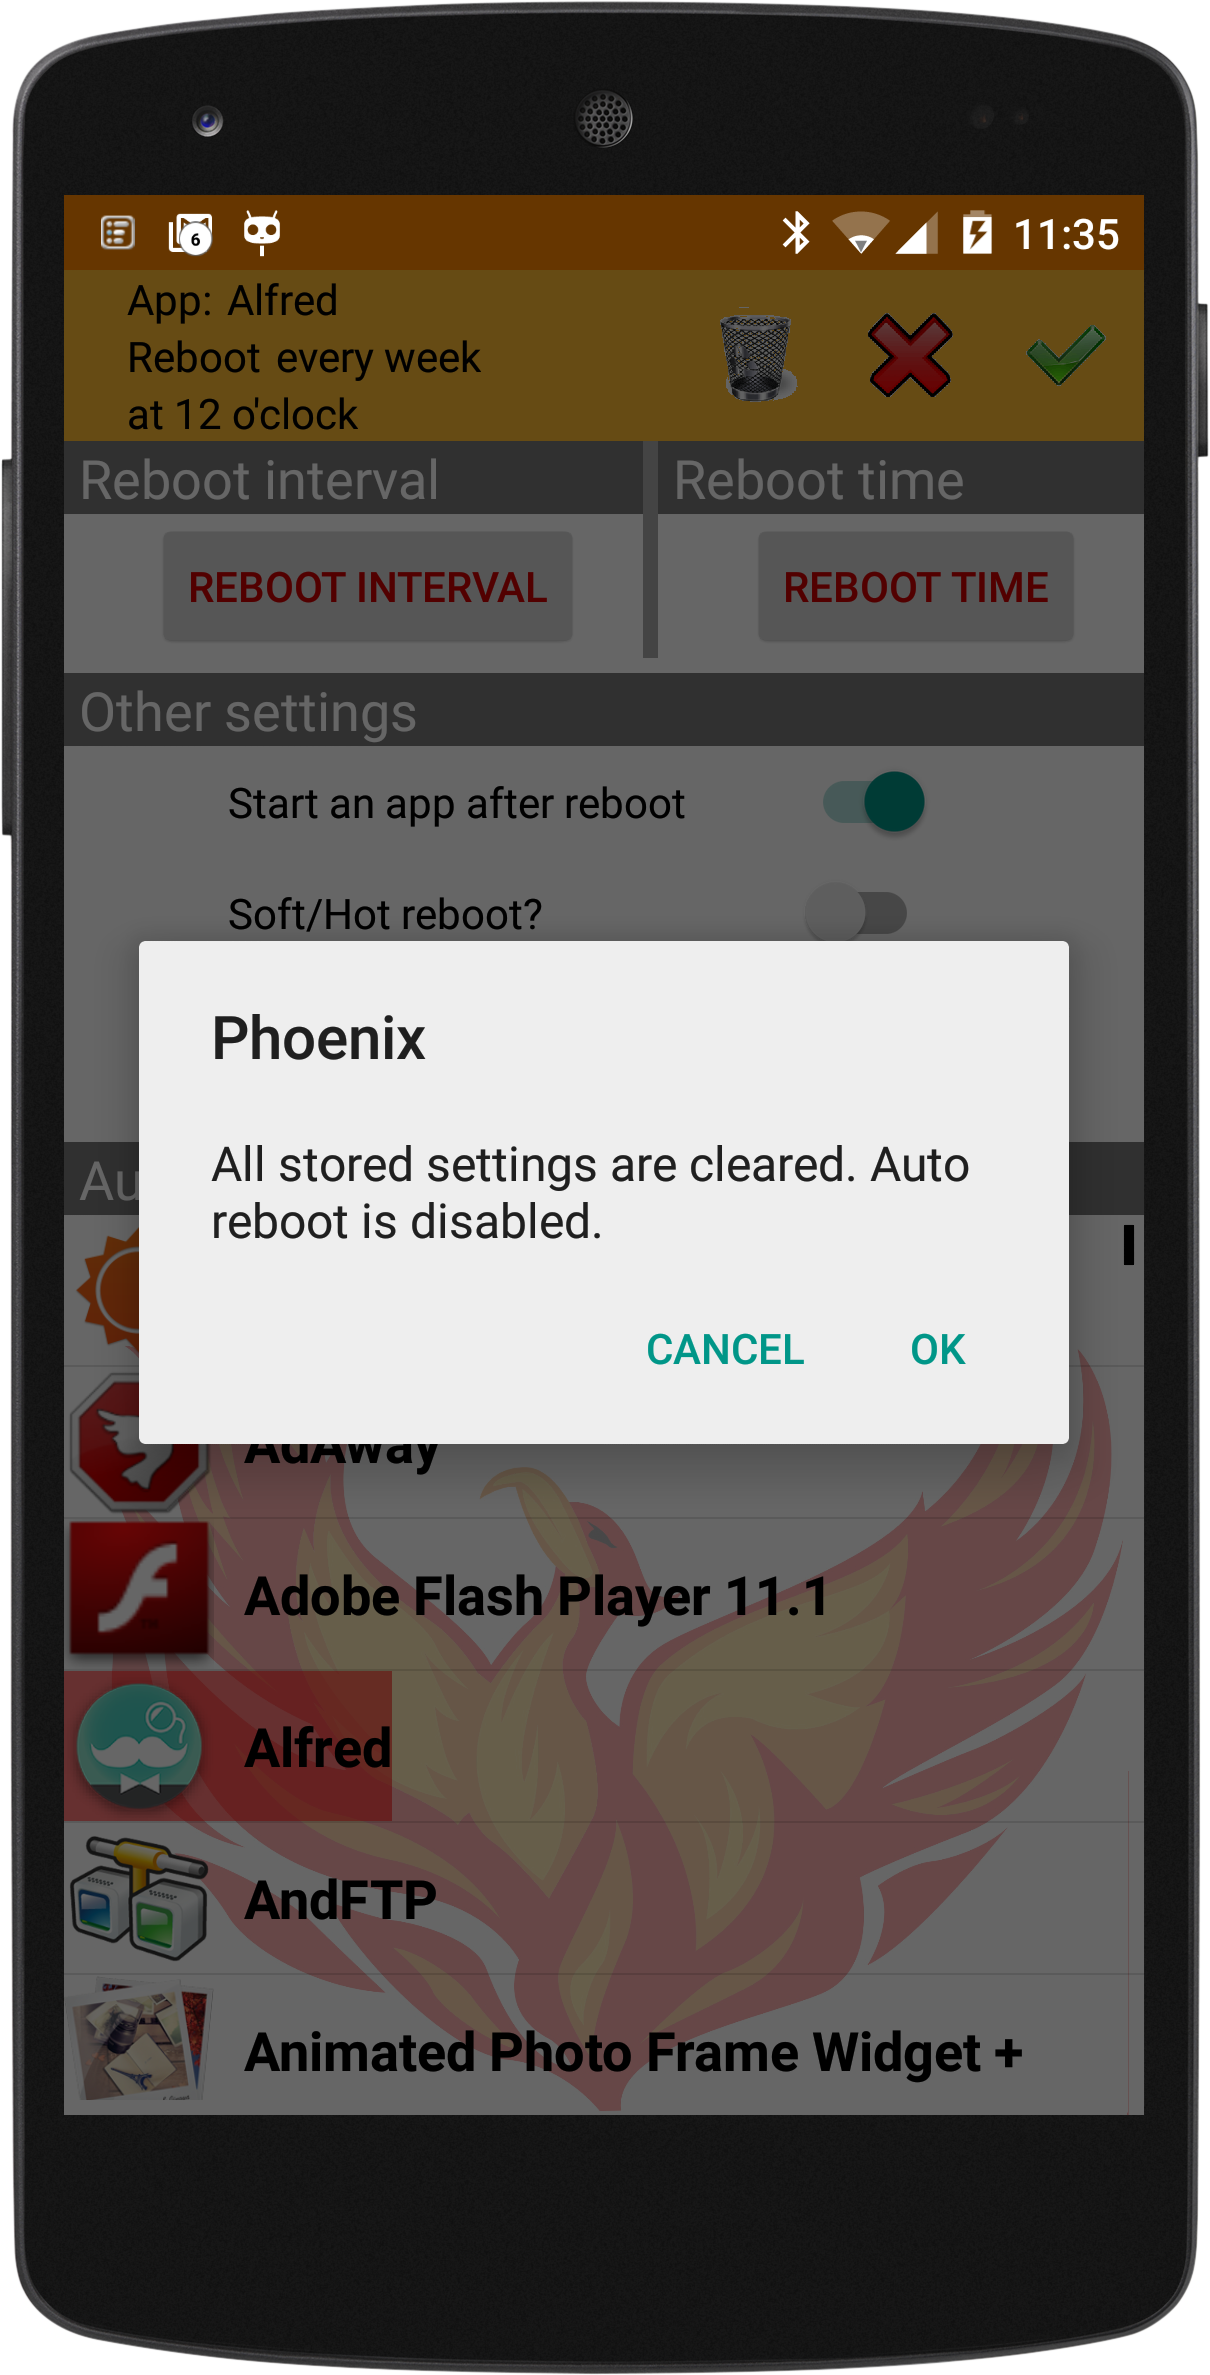 6
11:35
App: Alfred
Reboot every week
at 12 o'clock
Reboot interval
Reboot time
REBOOT INTERVAL
REBOOT TIME
Other settings
Start an app after reboot
Soft/Hot reboot?
Phoenix
All stored settings are cleared. Auto
reboot is disabled.
CANCEL
OK
Au
AdAway
Adobe Flash Player 11.1
Alfred
AndFTP
Animated Photo Frame Widget +